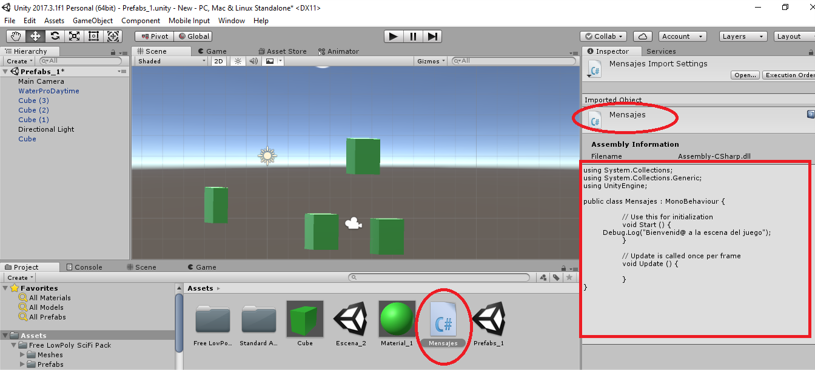 Unity 2017.3.1f1 Personal (64bit) - Prefabs_1.unity - New - PC, Mac & Linux Standalone* <DX11>
File Edit Assets GameObject Component Mobile Input Window Help
Pivot Global Collab Account Layers Layout
Hierarchy
Create All
Prefabs_1*
Main Camera
WaterProDaytime
Cube (3)
Cube (2)
Cube (1)
Directional Light
Cube
Scene Game Asset Store Animator
Shaded 2D Gizmos All
Inspector Services
Mensajes Import Settings
Open... Execution Order
Imported Object
Mensajes
Assembly Information
Filename Assembly-CSharp.dll
using System.Collections;
using System.Collections.Generic;
using UnityEngine;
public class Mensajes : MonoBehaviour {
// Use this for initialization
void Start () {
Debug.Log("Bienvenid@ a la escena del juego");
}
// Update is called once per frame
void Update () {
}
}
Project Console Scene Game
Create
Favorites
All Materials
All Models
All Prefabs
Assets
Free LowPoly SciFi Pack
Meshes
Prefabs
Assets
Free LowPo... Standard A... Cube Escena_2 Material_1 Mensajes Prefabs_1
C#